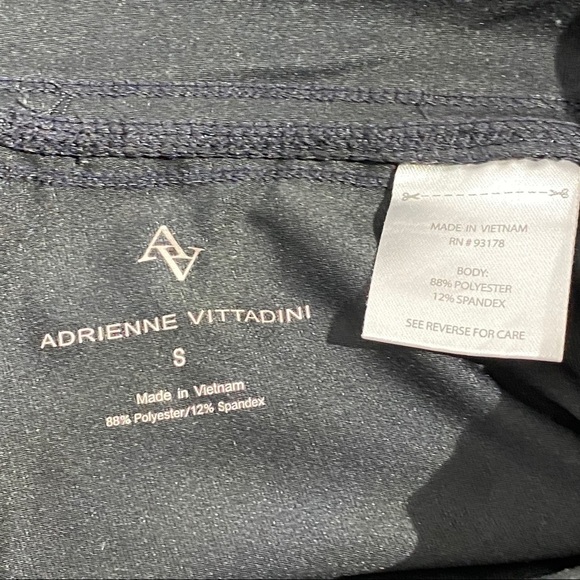 AV
ADRIENNE VITTADINI
S
Made in Vietnam
88% Polyester/12% Spandex
MADE IN VIETNAM
RN # 93178
BODY:
88% POLYESTER
12% SPANDEX
SEE REVERSE FOR CARE